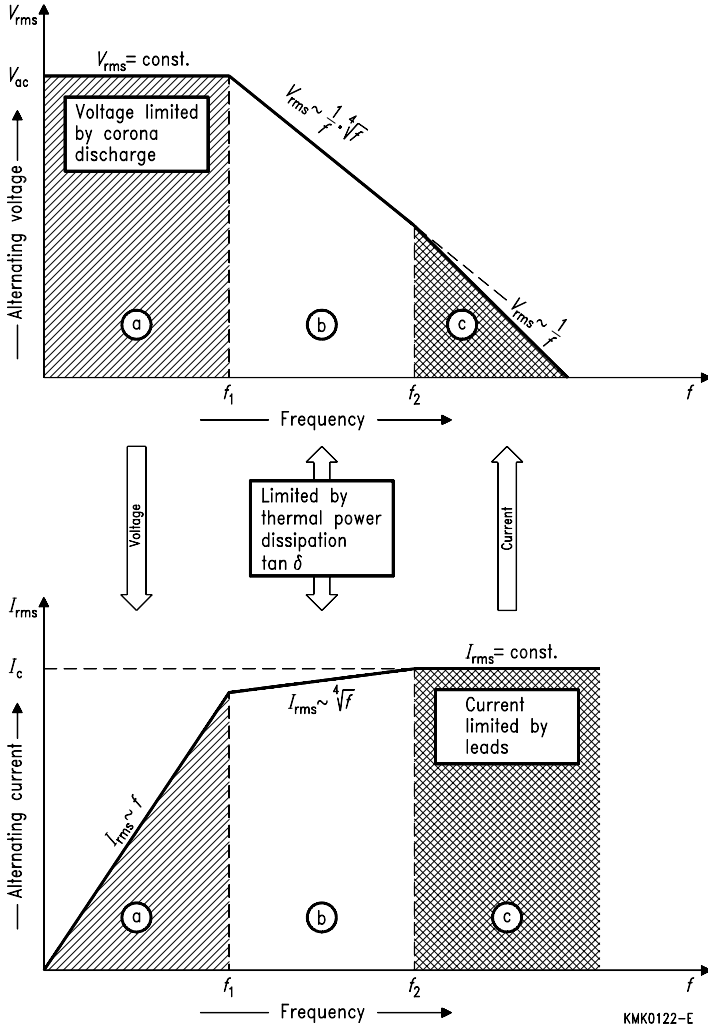 Vrms
Vac
Vrms = const.
Voltage limited
by corona
discharge
Vrms ~ 1/f · ∜f
Vrms ~ 1/f
Alternating voltage
a
b
c
f1
f2
f
Frequency
Voltage
Limited by
thermal power
dissipation
tan δ
Current
Irms
Ic
Irms = const.
Irms ~ ∜f
Current
limited by
leads
Irms ~ f
Alternating current
a
b
c
f1
f2
f
Frequency
KMK0122-E